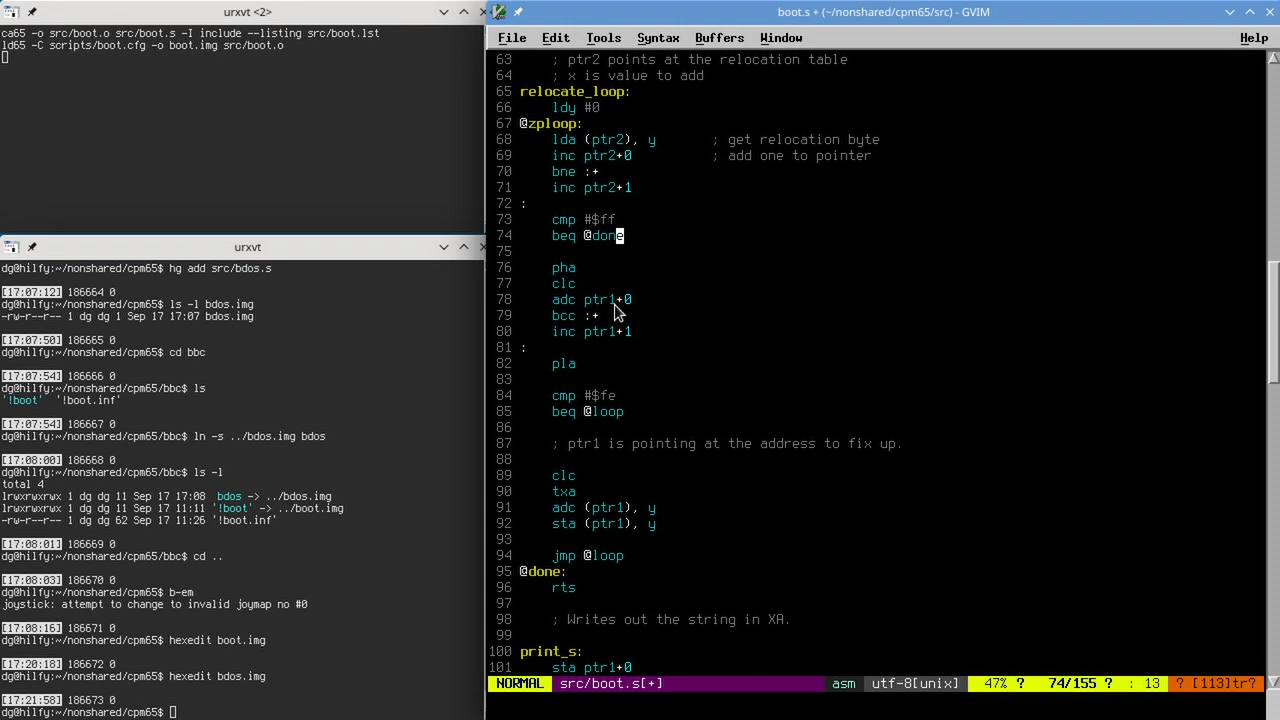 urxvt <2>
ca65 -o src/boot.o src/boot.s -I include --listing src/boot.lst
ld65 -C scripts/boot.cfg -o boot.img src/boot.o
urxvt
dg@hilfy:~/nonshared/cpm65$ hg add src/bdos.s
[17:07:12] 186664 0
dg@hilfy:~/nonshared/cpm65$ ls -l bdos.img
-rw-r--r-- 1 dg dg 1 Sep 17 17:07 bdos.img
[17:07:50] 186665 0
dg@hilfy:~/nonshared/cpm65$ cd bbc
[17:07:54] 186666 0
dg@hilfy:~/nonshared/cpm65/bbc$ ls
'!boot'  '!boot.inf'
[17:07:54] 186667 0
dg@hilfy:~/nonshared/cpm65/bbc$ ln -s ../bdos.img bdos
[17:08:00] 186668 0
dg@hilfy:~/nonshared/cpm65/bbc$ ls -l
total 4
lrwxrwxrwx 1 dg dg 11 Sep 17 17:08  bdos -> ../bdos.img
lrwxrwxrwx 1 dg dg 11 Sep 17 11:11 '!boot' -> ../boot.img
-rw-r--r-- 1 dg dg 62 Sep 17 11:26 '!boot.inf'
[17:08:01] 186669 0
dg@hilfy:~/nonshared/cpm65/bbc$ cd ..
[17:08:03] 186670 0
dg@hilfy:~/nonshared/cpm65$ b-em
joystick: attempt to change to invalid joymap no #0
[17:08:16] 186671 0
dg@hilfy:~/nonshared/cpm65$ hexedit boot.img
[17:20:18] 186672 0
dg@hilfy:~/nonshared/cpm65$ hexedit bdos.img
[17:21:58] 186673 0
dg@hilfy:~/nonshared/cpm65$
boot.s + (~/nonshared/cpm65/src) - GVIM
File Edit Tools Syntax Buffers Window Help
63     ; ptr2 points at the relocation table
64     ; x is value to add
65 relocate_loop:
66     ldy #0
67 @zploop:
68     lda (ptr2), y       ; get relocation byte
69     inc ptr2+0          ; add one to pointer
70     bne :+
71     inc ptr2+1
72 :
73     cmp #$ff
74     beq @done
75
76     pha
77     clc
78     adc ptr1+0
79     bcc :+
80     inc ptr1+1
81 :
82     pla
83
84     cmp #$fe
85     beq @loop
86
87     ; ptr1 is pointing at the address to fix up.
88
89     clc
90     txa
91     adc (ptr1), y
92     sta (ptr1), y
93
94     jmp @loop
95 @done:
96     rts
97
98     ; Writes out the string in XA.
99
100 print_s:
101     sta ptr1+0
NORMAL src/boot.s[+] asm utf-8[unix] 47% ? 74/155 ? : 13 ? [113]tr?